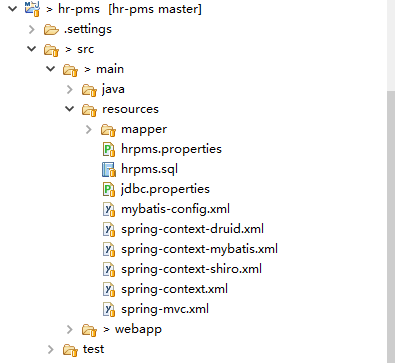 > hr-pms [hr-pms master]
.settings
> src
> main
java
resources
mapper
hrpms.properties
hrpms.sql
jdbc.properties
mybatis-config.xml
spring-context-druid.xml
spring-context-mybatis.xml
spring-context-shiro.xml
spring-context.xml
spring-mvc.xml
> webapp
test